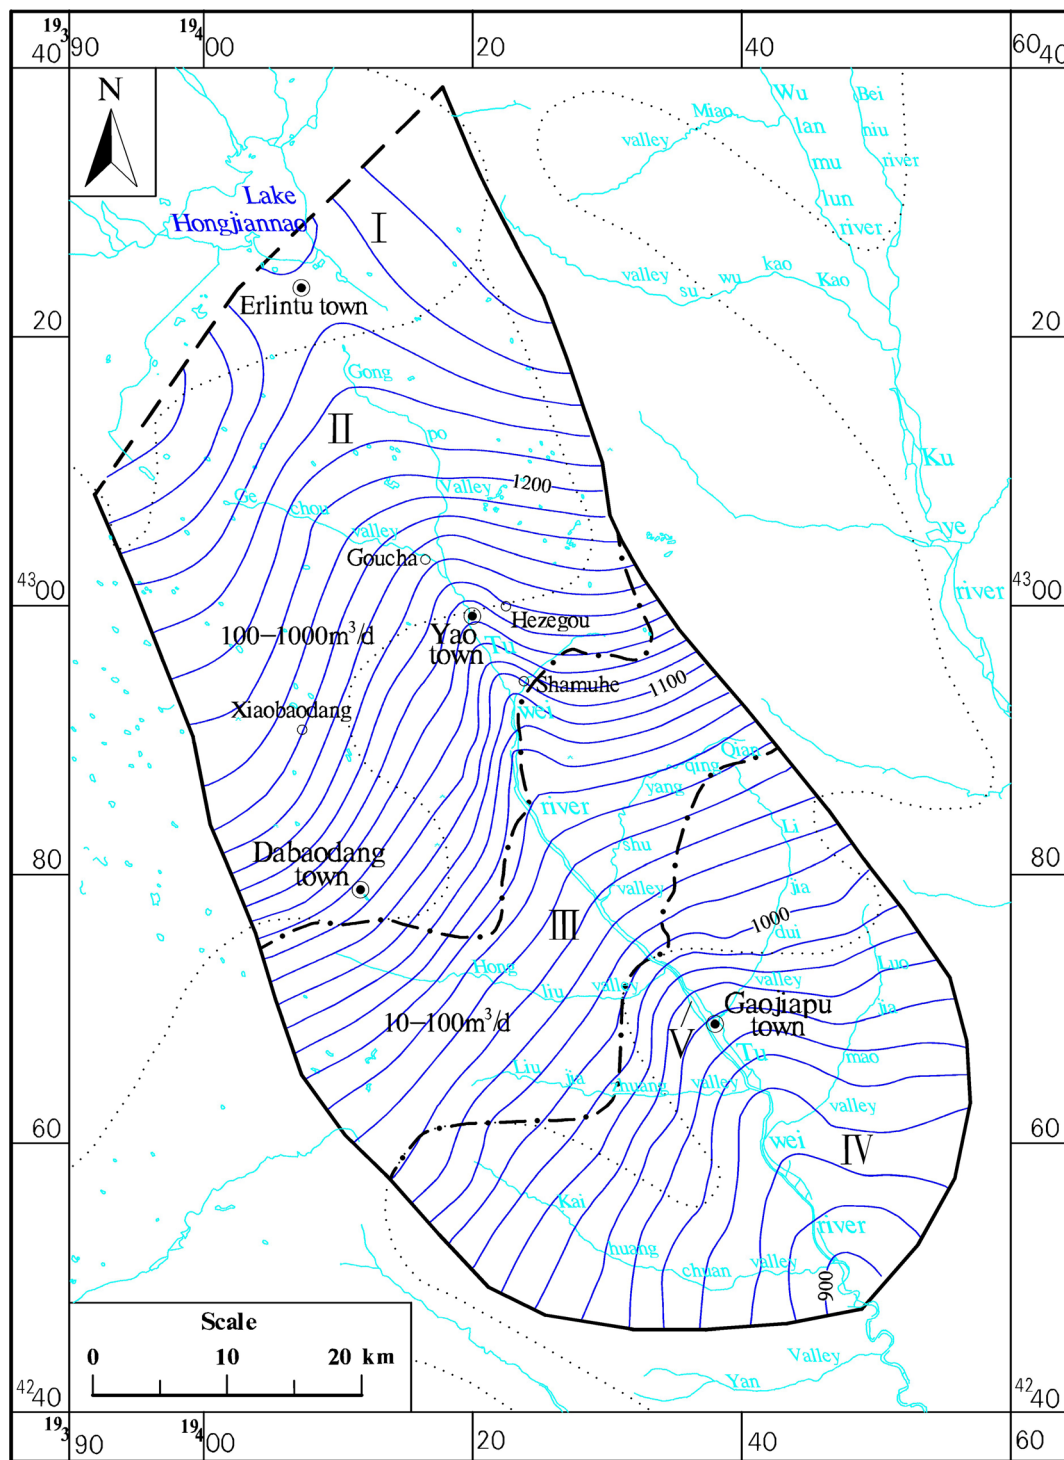 19 3 90
19 4 00
20
40
60
40
40
N
Miao
valley
Wu
lan
mu
lun
river
Bei
niu
river
Lake
Hongjiannao
I
valley
su
wu
kao
Kao
Erlintu town
20
20
Gong
po
Valley
II
Ku
ye
river
1200
Ge
chou
valley
Goucha
43 00
43 00
Hezegou
100−1000m³/d
Yao
town
Tu
Shamuhe
wei
river
1100
Xiaobaodang
Qian
qing
yang
shu
valley
Li
jia
dui
valley
Dabaodang
town
80
80
III
1000
Hong
liu
valley
Luo
jia
mao
valley
10−100m³/d
Gaojiapu
town
V
Tu
wei
river
Liu
jia
zhuang
valley
60
60
IV
Kai
huang
chuan
valley
900
Scale
0
10
20 km
Valley
Yan
42 40
42 40
19 3 90
19 4 00
20
40
60